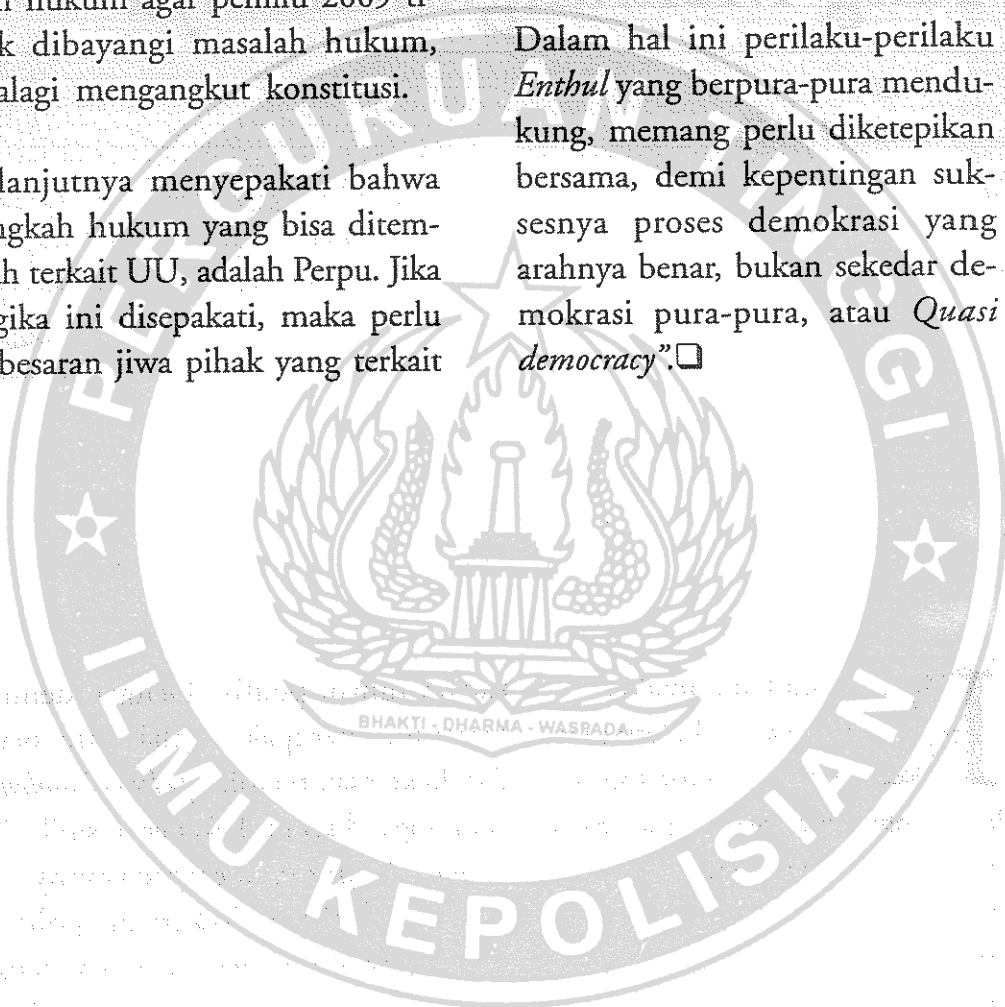 hukum agar pemilu 2009 ti
k dibayangi masalah hukum,
alagi mengangkut konstitusi.
lanjutnya menyepakati bahwa
ngkah hukum yang bisa ditem-
h terkait UU, adalah Perpu. Jika
gika ini disepakati, maka perlu
besaran jiwa pihak yang terkait
Dalam hal ini perilaku-perilaku
Enthul yang berpura-pura mendu-
kung, memang perlu diketepikan
bersama, demi kepentingan suk-
sesnya proses demokrasi yang
arahnya benar, bukan sekedar de-
mokrasi pura-pura, atau Quasi
democracy”.❏
PERGURUAN TINGGI
ILMU KEPOLISIAN
BHAKTI - DHARMA - WASPADA